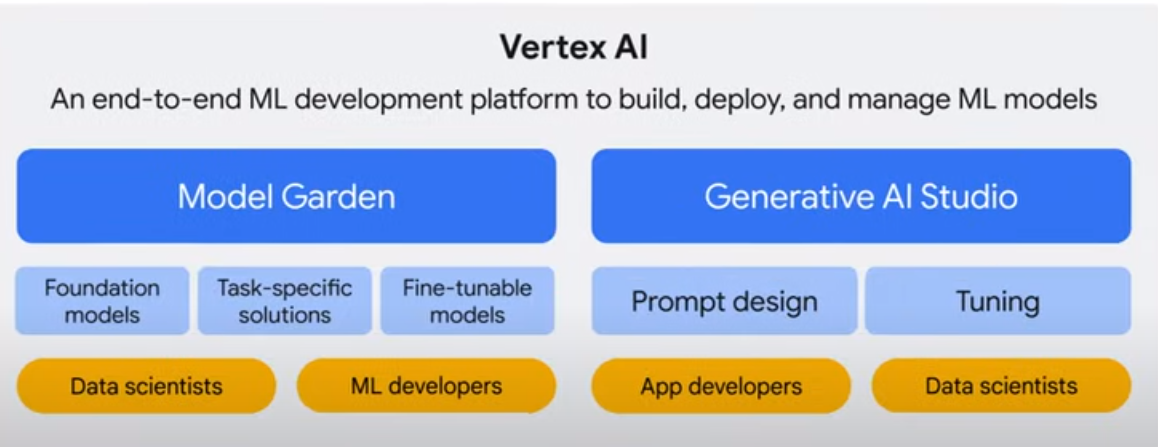 Vertex AI
An end-to-end ML development platform to build, deploy, and manage ML models
Model Garden
Generative AI Studio
Foundation
models
Task-specific
solutions
Fine-tunable
models
Prompt design
Tuning
Data scientists
ML developers
App developers
Data scientists